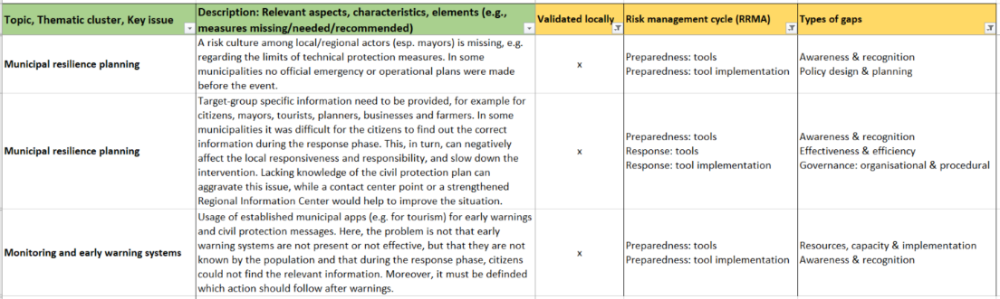 Topic, Thematic cluster, Key issue
Description: Relevant aspects, characteristics, elements (e.g.,
measures missing/needed/recommended)
Validated locally
Risk management cycle (RRMA)
Types of gaps
Municipal resilience planning
A risk culture among local/regional actors (esp. mayors) is missing, e.g.
regarding the limits of technical protection measures. In some
municipalities no official emergency or operational plans were made
before the event.
x
Preparedness: tools
Preparedness: tool implementation
Awareness & recognition
Policy design & planning
Municipal resilience planning
Target-group specific information need to be provided, for example for
citizens, mayors, tourists, planners, businesses and farmers. In some
municipalities it was difficult for the citizens to find out the correct
information during the response phase. This, in turn, can negatively
affect the local responsiveness and responsibility, and slow down the
intervention. Lacking knowledge of the civil protection plan can
aggravate this issue, while a contact center point or a strengthened
Regional Information Center would help to improve the situation.
x
Preparedness: tools
Response: tools
Response: tool implementation
Awareness & recognition
Effectiveness & efficiency
Governance: organisational & procedural
Monitoring and early warning systems
Usage of established municipal apps (e.g. for tourism) for early warnings
and civil protection messages. Here, the problem is not that early
warning systems are not present or not effective, but that they are not
known by the population and that during the response phase, citizens
could not find the relevant information. Moreover, it must be definded
which action should follow after warnings.
x
Preparedness: tools
Preparedness: tool implementation
Resources, capacity & implementation
Awareness & recognition